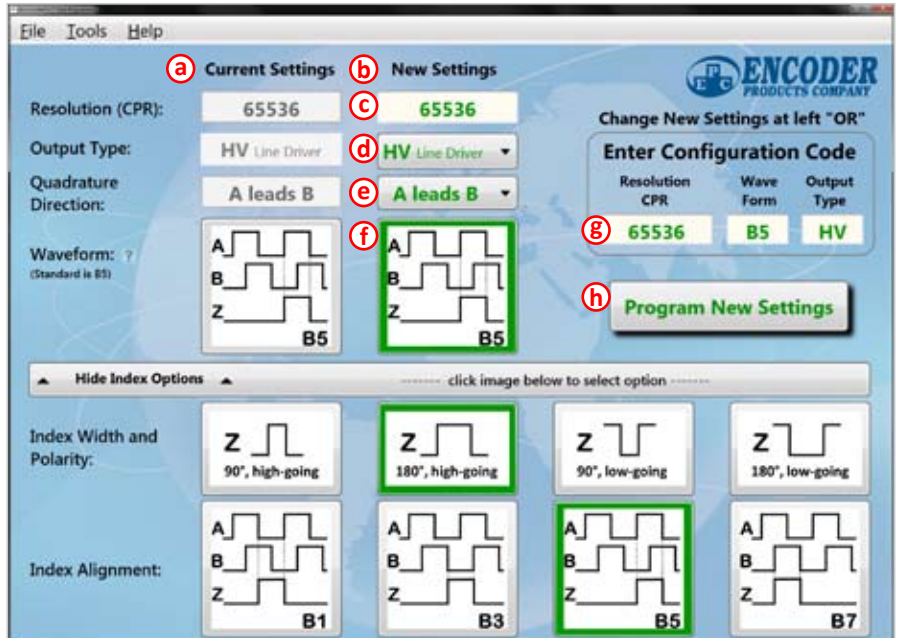 File Tools Help
a Current Settings b New Settings
EPC ENCODER
PRODUCTS COMPANY
Resolution (CPR): 65536 c 65536
Change New Settings at left "OR"
Output Type: HV Line Driver d HV Line Driver
Enter Configuration Code
Quadrature
Direction: A leads B e A leads B
Resolution
CPR
Wave
Form
Output
Type
g 65536 B5 HV
Waveform: ?
(Standard is B5)
A
B
Z
B5
f
A
B
Z
B5
h Program New Settings
Hide Index Options ------- click image below to select option -------
Index Width and
Polarity:
Z
90°, high-going
Z
180°, high-going
Z
90°, low-going
Z
180°, low-going
Index Alignment:
A
B
Z
B1
A
B
Z
B3
A
B
Z
B5
A
B
Z
B7